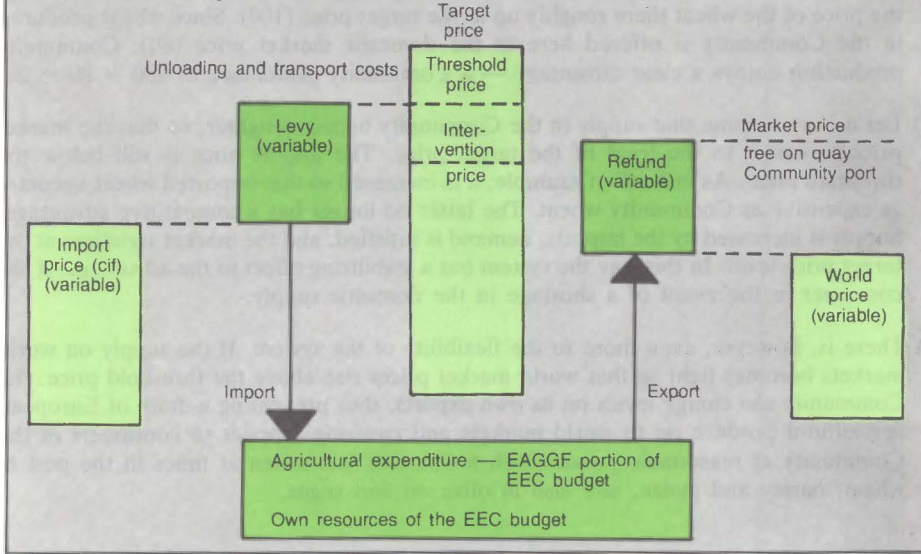 Target
price
Unloading and transport costs
Threshold
price
Levy
(variable)
Inter-
vention
price
Market price
free on quay
Community port
Refund
(variable)
Import
price (cif)
(variable)
World
price
(variable)
Import
Export
Agricultural expenditure = EAGGF portion of
EEC budget
Own resources of the EEC budget